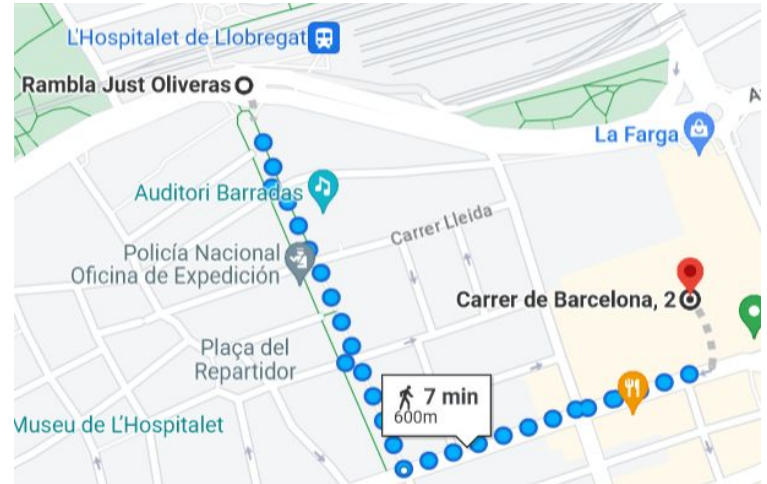 L'Hospitalet de Llobregat
Rambla Just Oliveras
A
La Farga
Auditori Barradas
Carrer Lleida
Policía Nacional
Oficina de Expedición
Carrer de Barcelona, 2
Plaça del
Repartidor
7 min
600m
Museu de L'Hospitalet